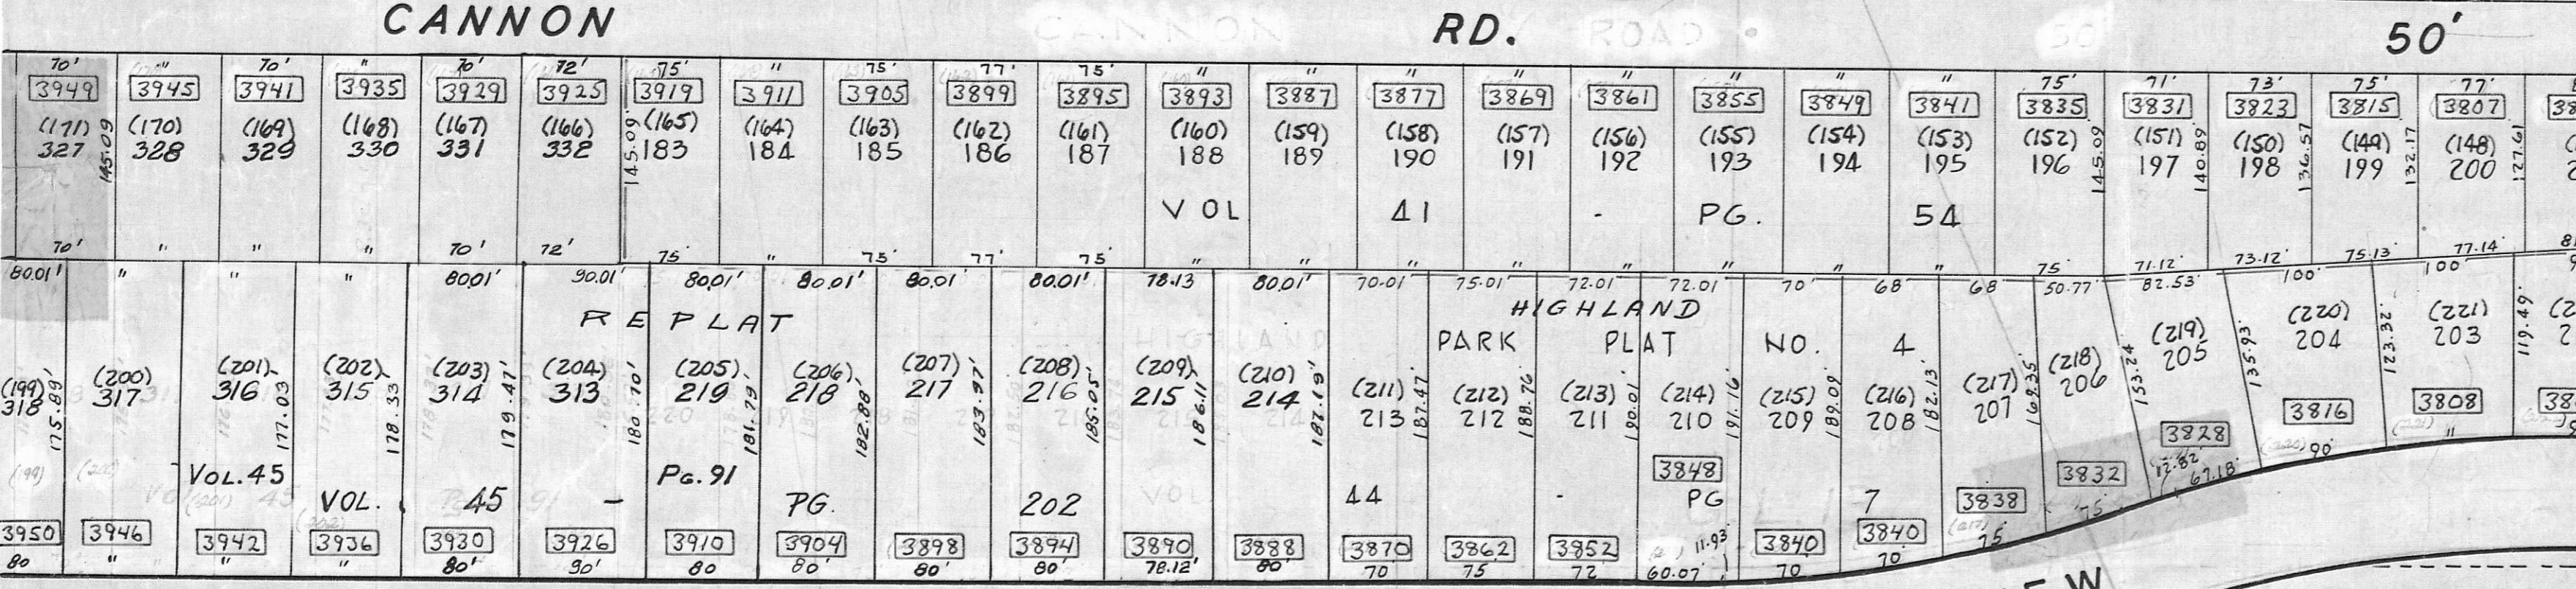 CANNON RD. 50'
70' " 70' " 70' 72' 75' " 75' 77' 75' " " " " " " " " 75' 71' 73' 75' 77'
3949 3945 3941 3935 3929 3925 3919 3911 3905 3899 3895 3893 3887 3877 3869 3861 3855 3849 3841 3835 3831 3823 3815 3807
(171) (170) (169) (168) (167) (166) (165) (164) (163) (162) (161) (160) (159) (158) (157) (156) (155) (154) (153) (152) (151) (150) (149) (148)
327 328 329 330 331 332 183 184 185 186 187 188 189 190 191 192 193 194 195 196 197 198 199 200
145.09 145.09 145.09 140.89' 136.57 132.17 127.61
VOL 41 - PG. 54
70' " " " 70' 72' 75' " 75' 77' 75' " " " " " " " " 75' 71.12' 73.12' 75.13' 77.14'
80.01' " " " 80.01' 90.01' 80.01' 80.01' 80.01' 80.01' 78.13 80.01' 70.01' 75.01' 72.01' 72.01 70' 68 68 50.77' 82.53' 100' 100'
REPLAT HIGHLAND
PARK PLAT NO. 4
(199) (200) (201) (202) (203) (204) (205) (206) (207) (208) (209) (210) (211) (212) (213) (214) (215) (216) (217) (218) (219) (220) (221)
318 317 316 315 314 313 219 218 217 216 215 214 213 212 211 210 209 208 207 206 205 204 203
175.89' 177.03 178.33 179.47' 180.70' 181.79' 182.88' 183.97' 185.05' 186.11' 187.19' 187.47 188.76' 190.01' 191.16' 189.09' 182.13' 169.35' 153.24 135.93' 123.32' 119.49'
VOL. 45 PG. 91
VOL. 45 - PG. 202 44 - PG 7
3950 3946 3942 3936 3930 3926 3910 3904 3898 3894 3890 3888 3870 3862 3852 3848 3840 3840 3838 3832 3828 3816 3808
80 " " " 80' 90' 80 80' 80' 80' 78.12' 80' 70 75 72 60.07' 11.93' 70 70 75 75' 12.82' 67.18' 90' "
EW